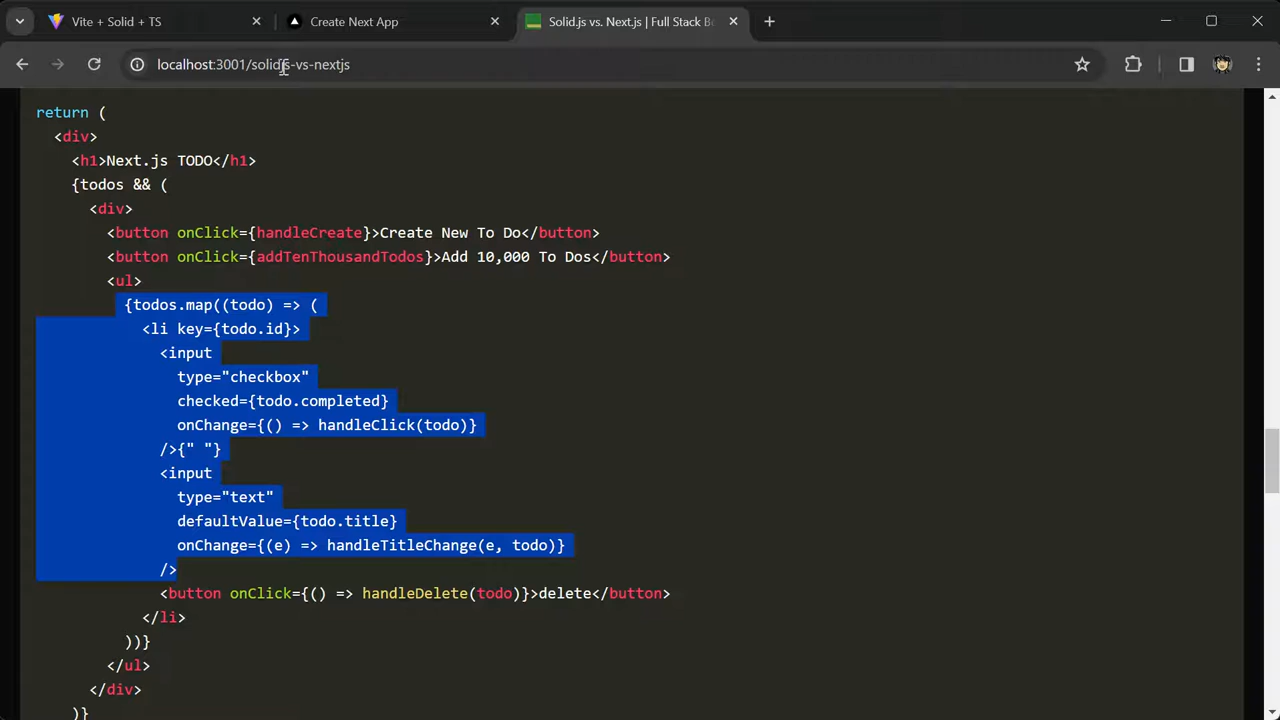 Vite + Solid + TS
Create Next App
Solid.js vs. Next.js | Full Stack Be
localhost:3001/solidjs-vs-nextjs
return (
<div>
<h1>Next.js TODO</h1>
{todos && (
<div>
<button onClick={handleCreate}>Create New To Do</button>
<button onClick={addTenThousandTodos}>Add 10,000 To Dos</button>
<ul>
{todos.map((todo) => (
<li key={todo.id}>
<input
type="checkbox"
checked={todo.completed}
onChange={() => handleClick(todo)}
/>{" "}
<input
type="text"
defaultValue={todo.title}
onChange={(e) => handleTitleChange(e, todo)}
/>
<button onClick={() => handleDelete(todo)}>delete</button>
</li>
))}
</ul>
</div>
)}